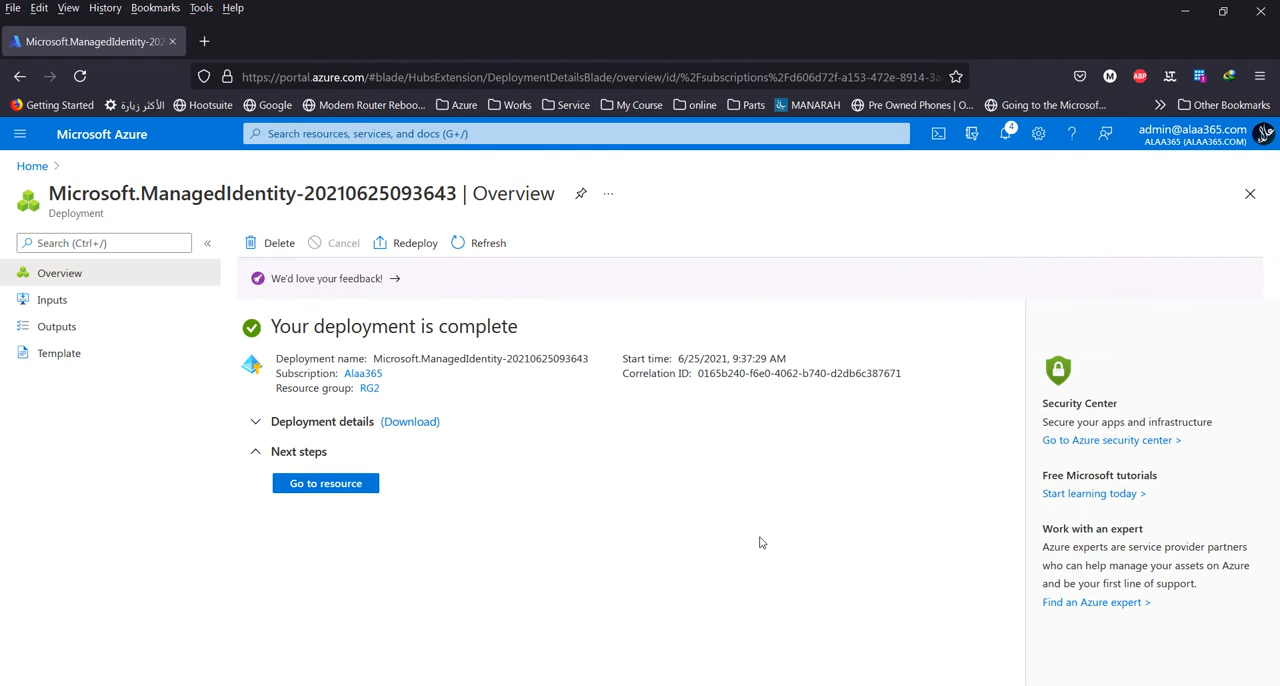 File Edit View History Bookmarks Tools Help
Microsoft.ManagedIdentity-202
https://portal.azure.com/#blade/HubsExtension/DeploymentDetailsBlade/overview/id/%2Fsubscriptions%2Fd606d72f-a153-472e-8914-3a
Getting Started الأكثر زيارة Hootsuite Google Modem Router Reboo... Azure Works Service My Course online Parts MANARAH Pre Owned Phones | O... Going to the Microsof... Other Bookmarks
Microsoft Azure Search resources, services, and docs (G+/) 4 admin@alaa365.com
ALAA365 (ALAA365.COM)
Home
Microsoft.ManagedIdentity-20210625093643 | Overview ...
Deployment
Search (Ctrl+/) « Delete Cancel Redeploy Refresh
Overview
Inputs
Outputs
Template
We'd love your feedback! →
Your deployment is complete
Deployment name: Microsoft.ManagedIdentity-20210625093643
Subscription: Alaa365
Resource group: RG2
Start time: 6/25/2021, 9:37:29 AM
Correlation ID: 0165b240-f6e0-4062-b740-d2db6c387671
Deployment details (Download)
Next steps
Go to resource
Security Center
Secure your apps and infrastructure
Go to Azure security center >
Free Microsoft tutorials
Start learning today >
Work with an expert
Azure experts are service provider partners
who can help manage your assets on Azure
and be your first line of support.
Find an Azure expert >